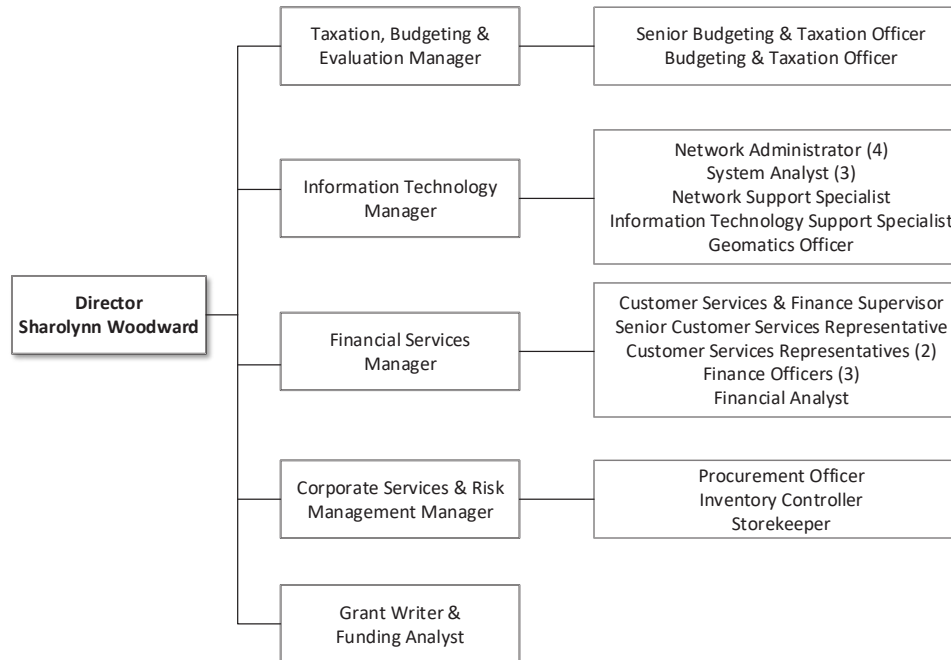 Taxation, Budgeting &
Evaluation Manager
Senior Budgeting & Taxation Officer
Budgeting & Taxation Officer
Information Technology
Manager
Network Administrator (4)
System Analyst (3)
Network Support Specialist
Information Technology Support Specialist
Geomatics Officer
Director
Sharolynn Woodward
Financial Services
Manager
Customer Services & Finance Supervisor
Senior Customer Services Representative
Customer Services Representatives (2)
Finance Officers (3)
Financial Analyst
Corporate Services & Risk
Management Manager
Procurement Officer
Inventory Controller
Storekeeper
Grant Writer &
Funding Analyst